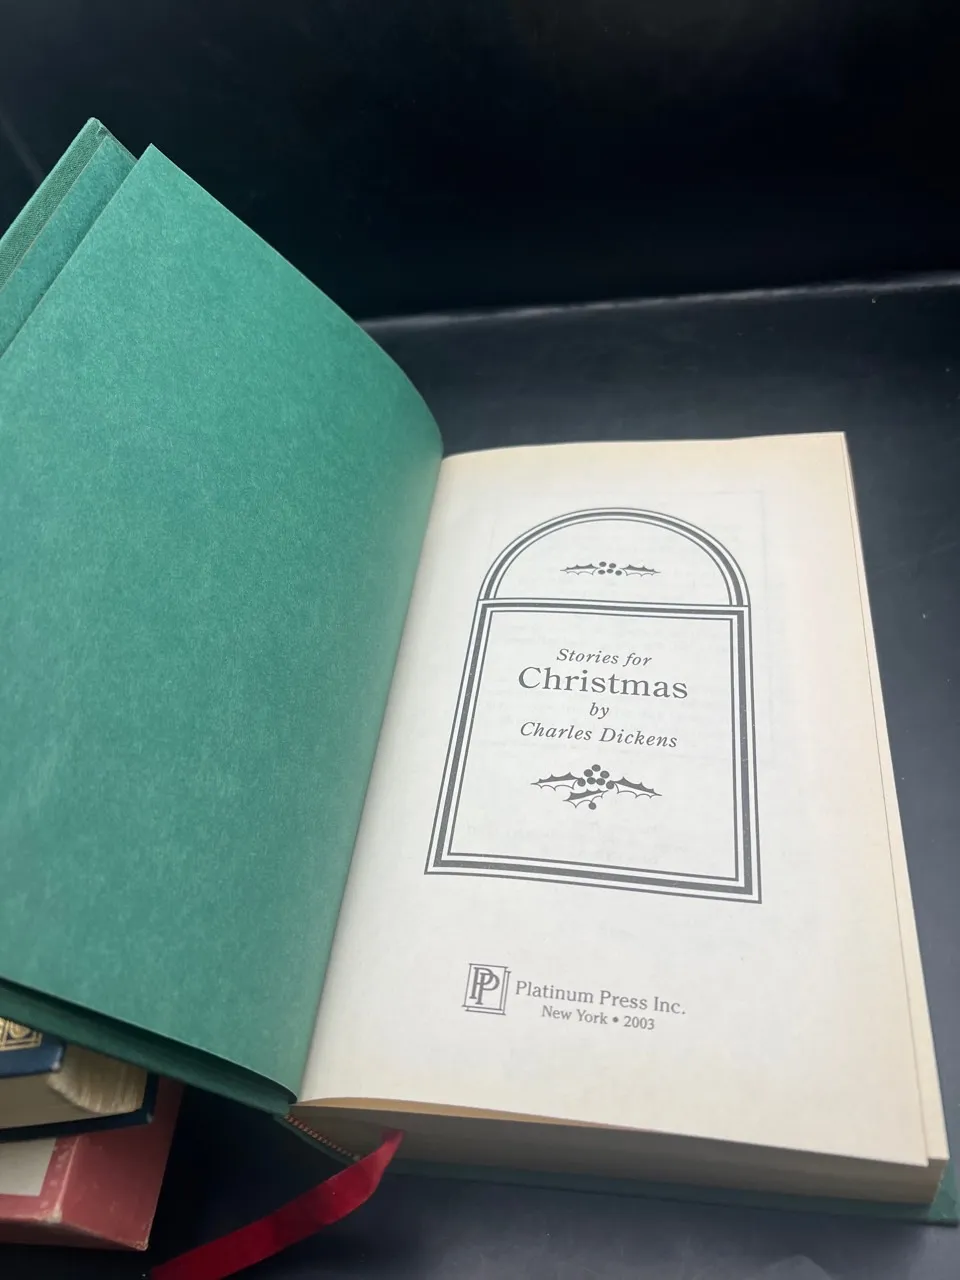 Stories for
Christmas
by
Charles Dickens
PP
Platinum Press Inc.
New York • 2003